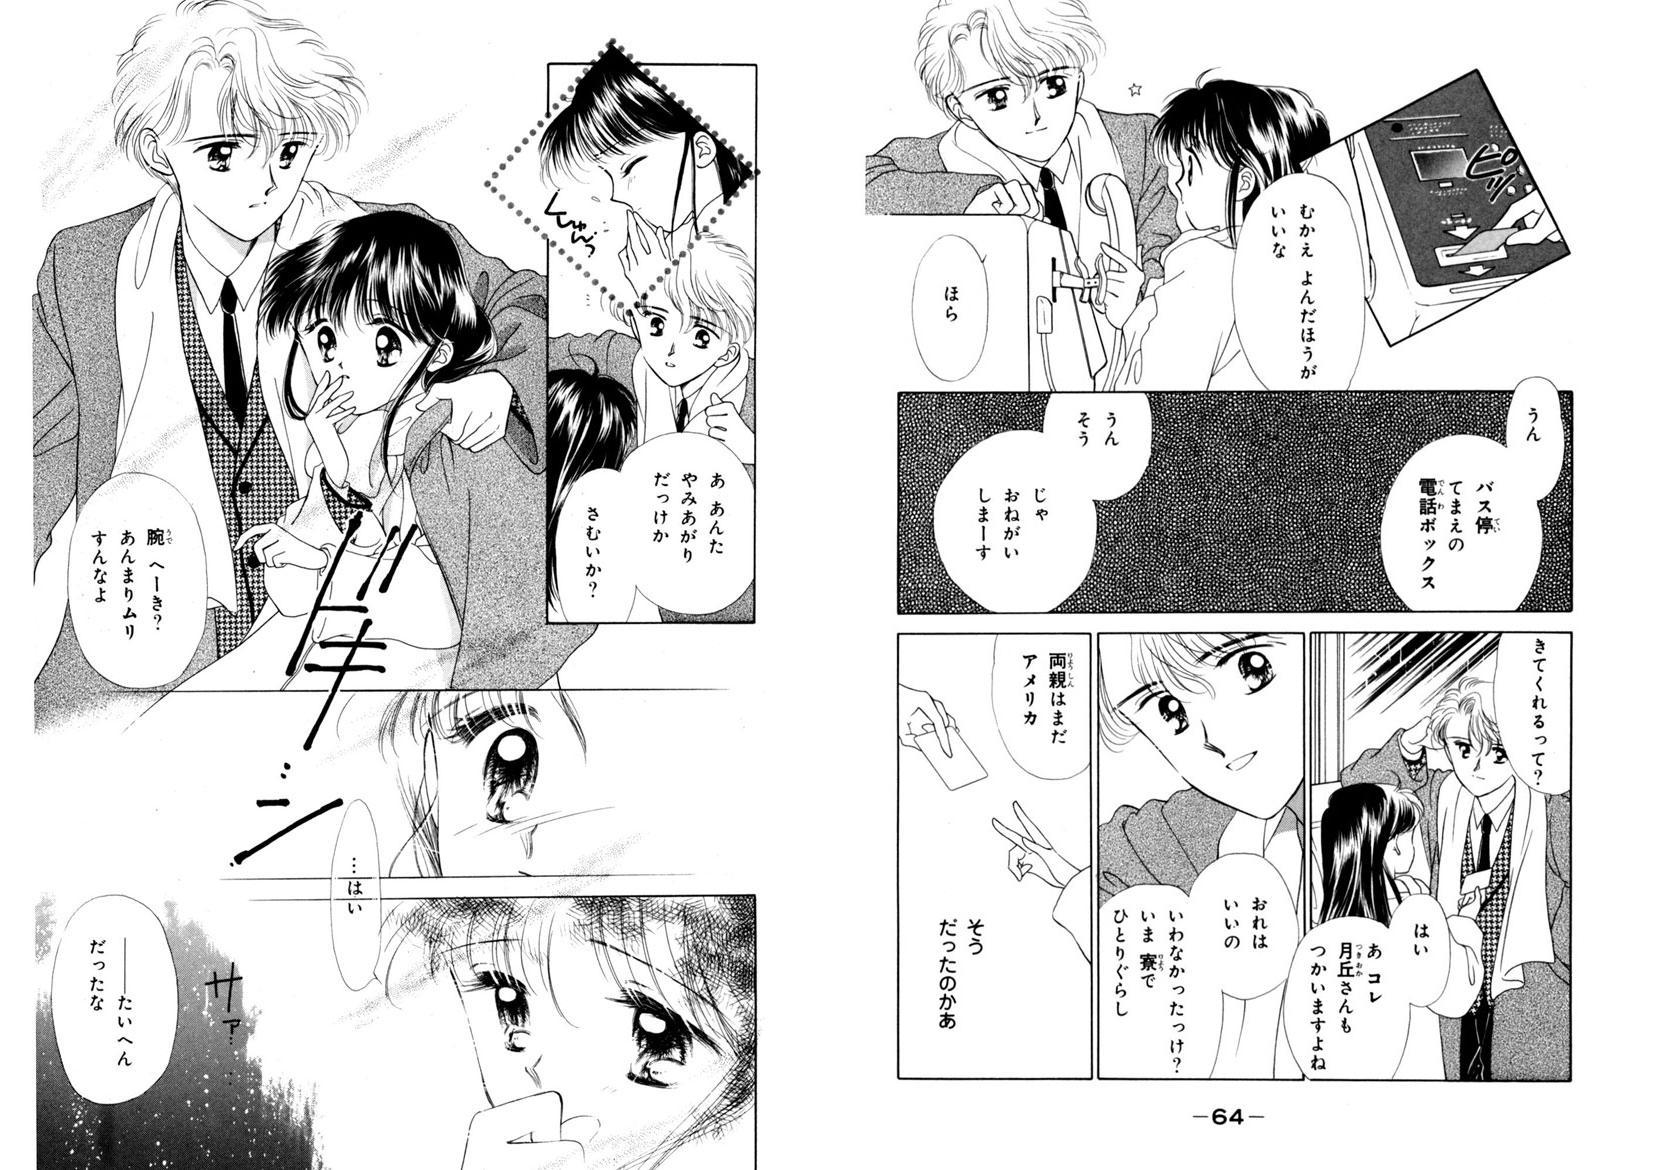 ピッ
むかえ よんだほうが
いいな
ほら
うん
バス停
てまえの
電話ボックス
うん
そう
じゃ
おねがい
しまーす
きてくれるって?
はい
あ コレ
月丘さんも
つかいますよね
おれは
いいの
いわなかったっけ?
いま 寮で
ひとりぐらし
両親はまだ
アメリカ
そう
だったのかあ
—64—
くしゅんっ
…
あ あんた
やみあがり
だっけか
さむいか?
腕 へーき?
あんまりムリ
すんなよ
ドキン
…はい
サァ…
——たいへん
だったな